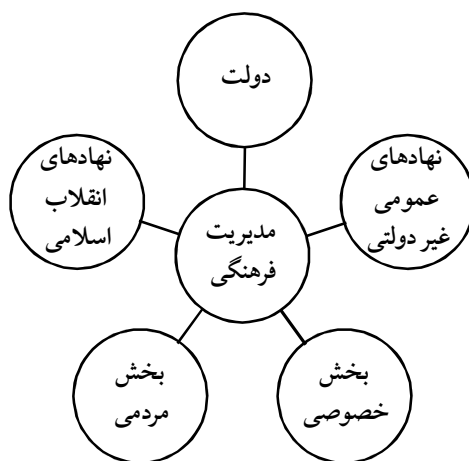 دولت
نهادهای
عمومی
غیر دولتی
نهادهای
انقلاب
اسلامی
مدیریت
فرهنگی
بخش
خصوصی
بخش
مردمی